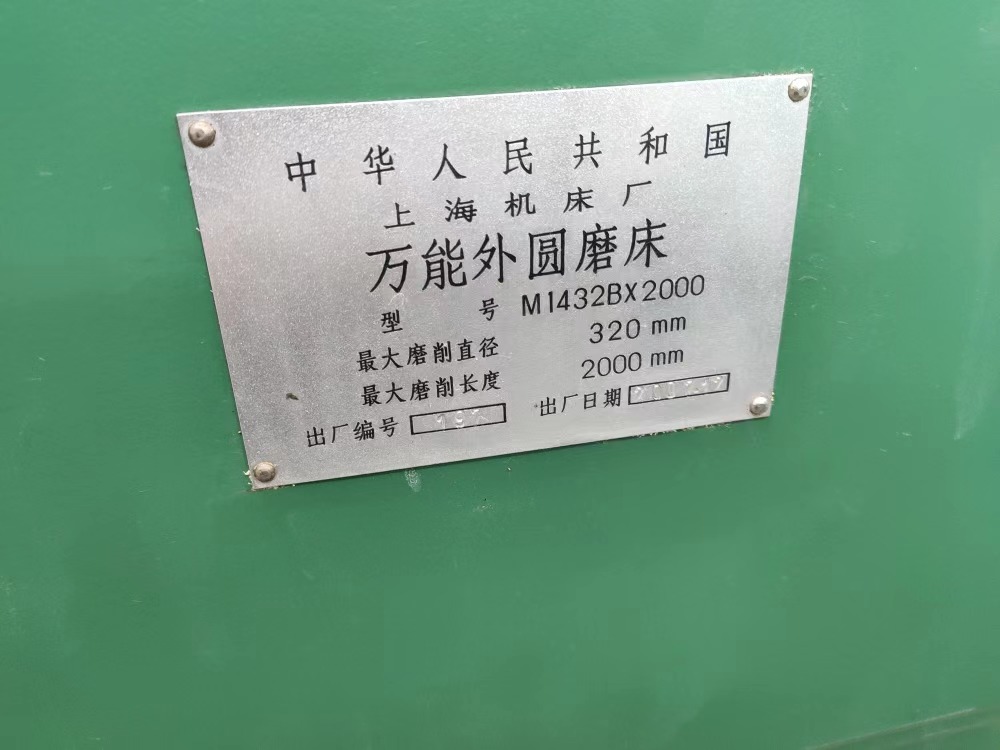 中华人民共和国
上海机床厂
万能外圆磨床
型号 M1432BX2000
最大磨削直径 320 mm
最大磨削长度 2000 mm
出厂编号 出厂日期